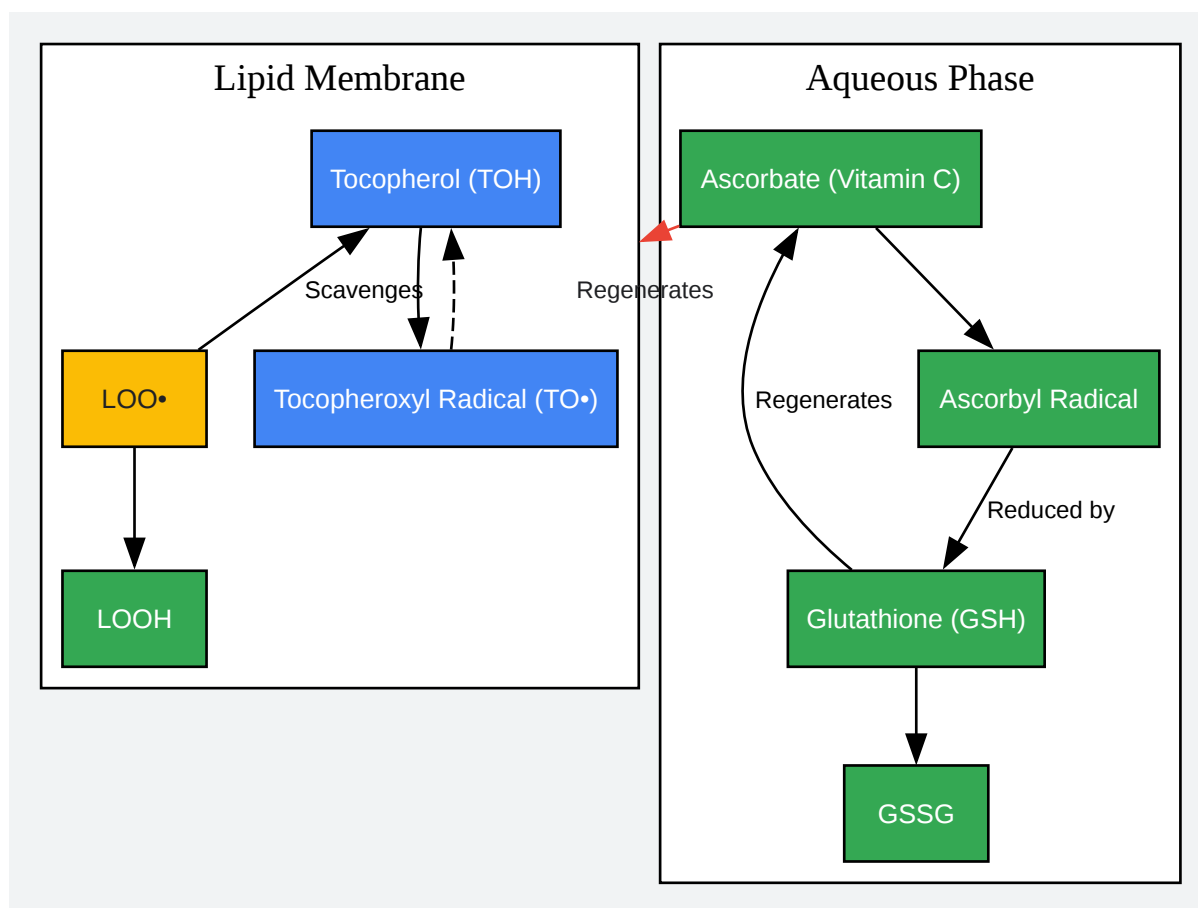 Lipid Membrane
Aqueous Phase
Tocopherol (TOH)
Ascorbate (Vitamin C)
Scavenges
Regenerates
LOO•
Tocopheroxyl Radical (TO•)
Regenerates
Ascorbyl Radical
Reduced by
LOOH
Glutathione (GSH)
GSSG